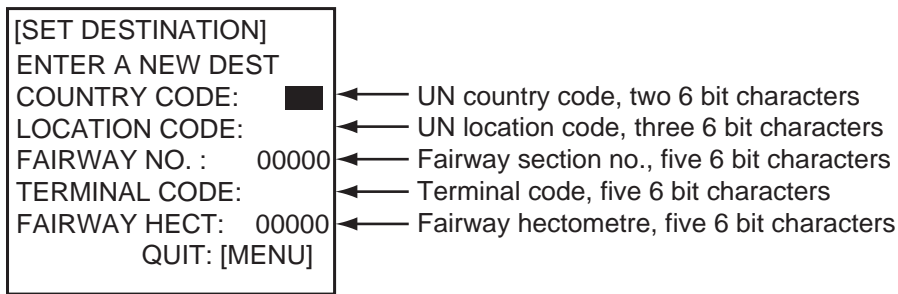 [SET DESTINATION]
ENTER A NEW DEST
COUNTRY CODE: UN country code, two 6 bit characters
LOCATION CODE: UN location code, three 6 bit characters
FAIRWAY NO. : 00000 Fairway section no., five 6 bit characters
TERMINAL CODE: Terminal code, five 6 bit characters
FAIRWAY HECT: 00000 Fairway hectometre, five 6 bit characters
QUIT: [MENU]